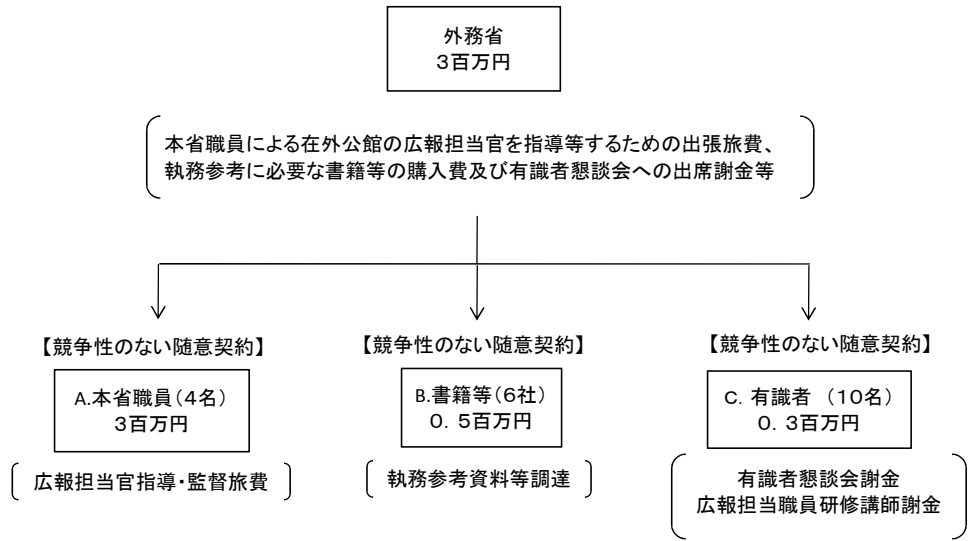 外務省
3百万円
本省職員による在外公館の広報担当官を指導等するための出張旅費、
執務参考に必要な書籍等の購入費及び有識者懇談会への出席謝金等
【競争性のない随意契約】
【競争性のない随意契約】
【競争性のない随意契約】
A.本省職員(4名)
3百万円
B.書籍等(6社)
0.5百万円
C. 有識者 (10名)
0.3百万円
広報担当官指導・監督旅費
執務参考資料等調達
有識者懇談会謝金
広報担当職員研修講師謝金